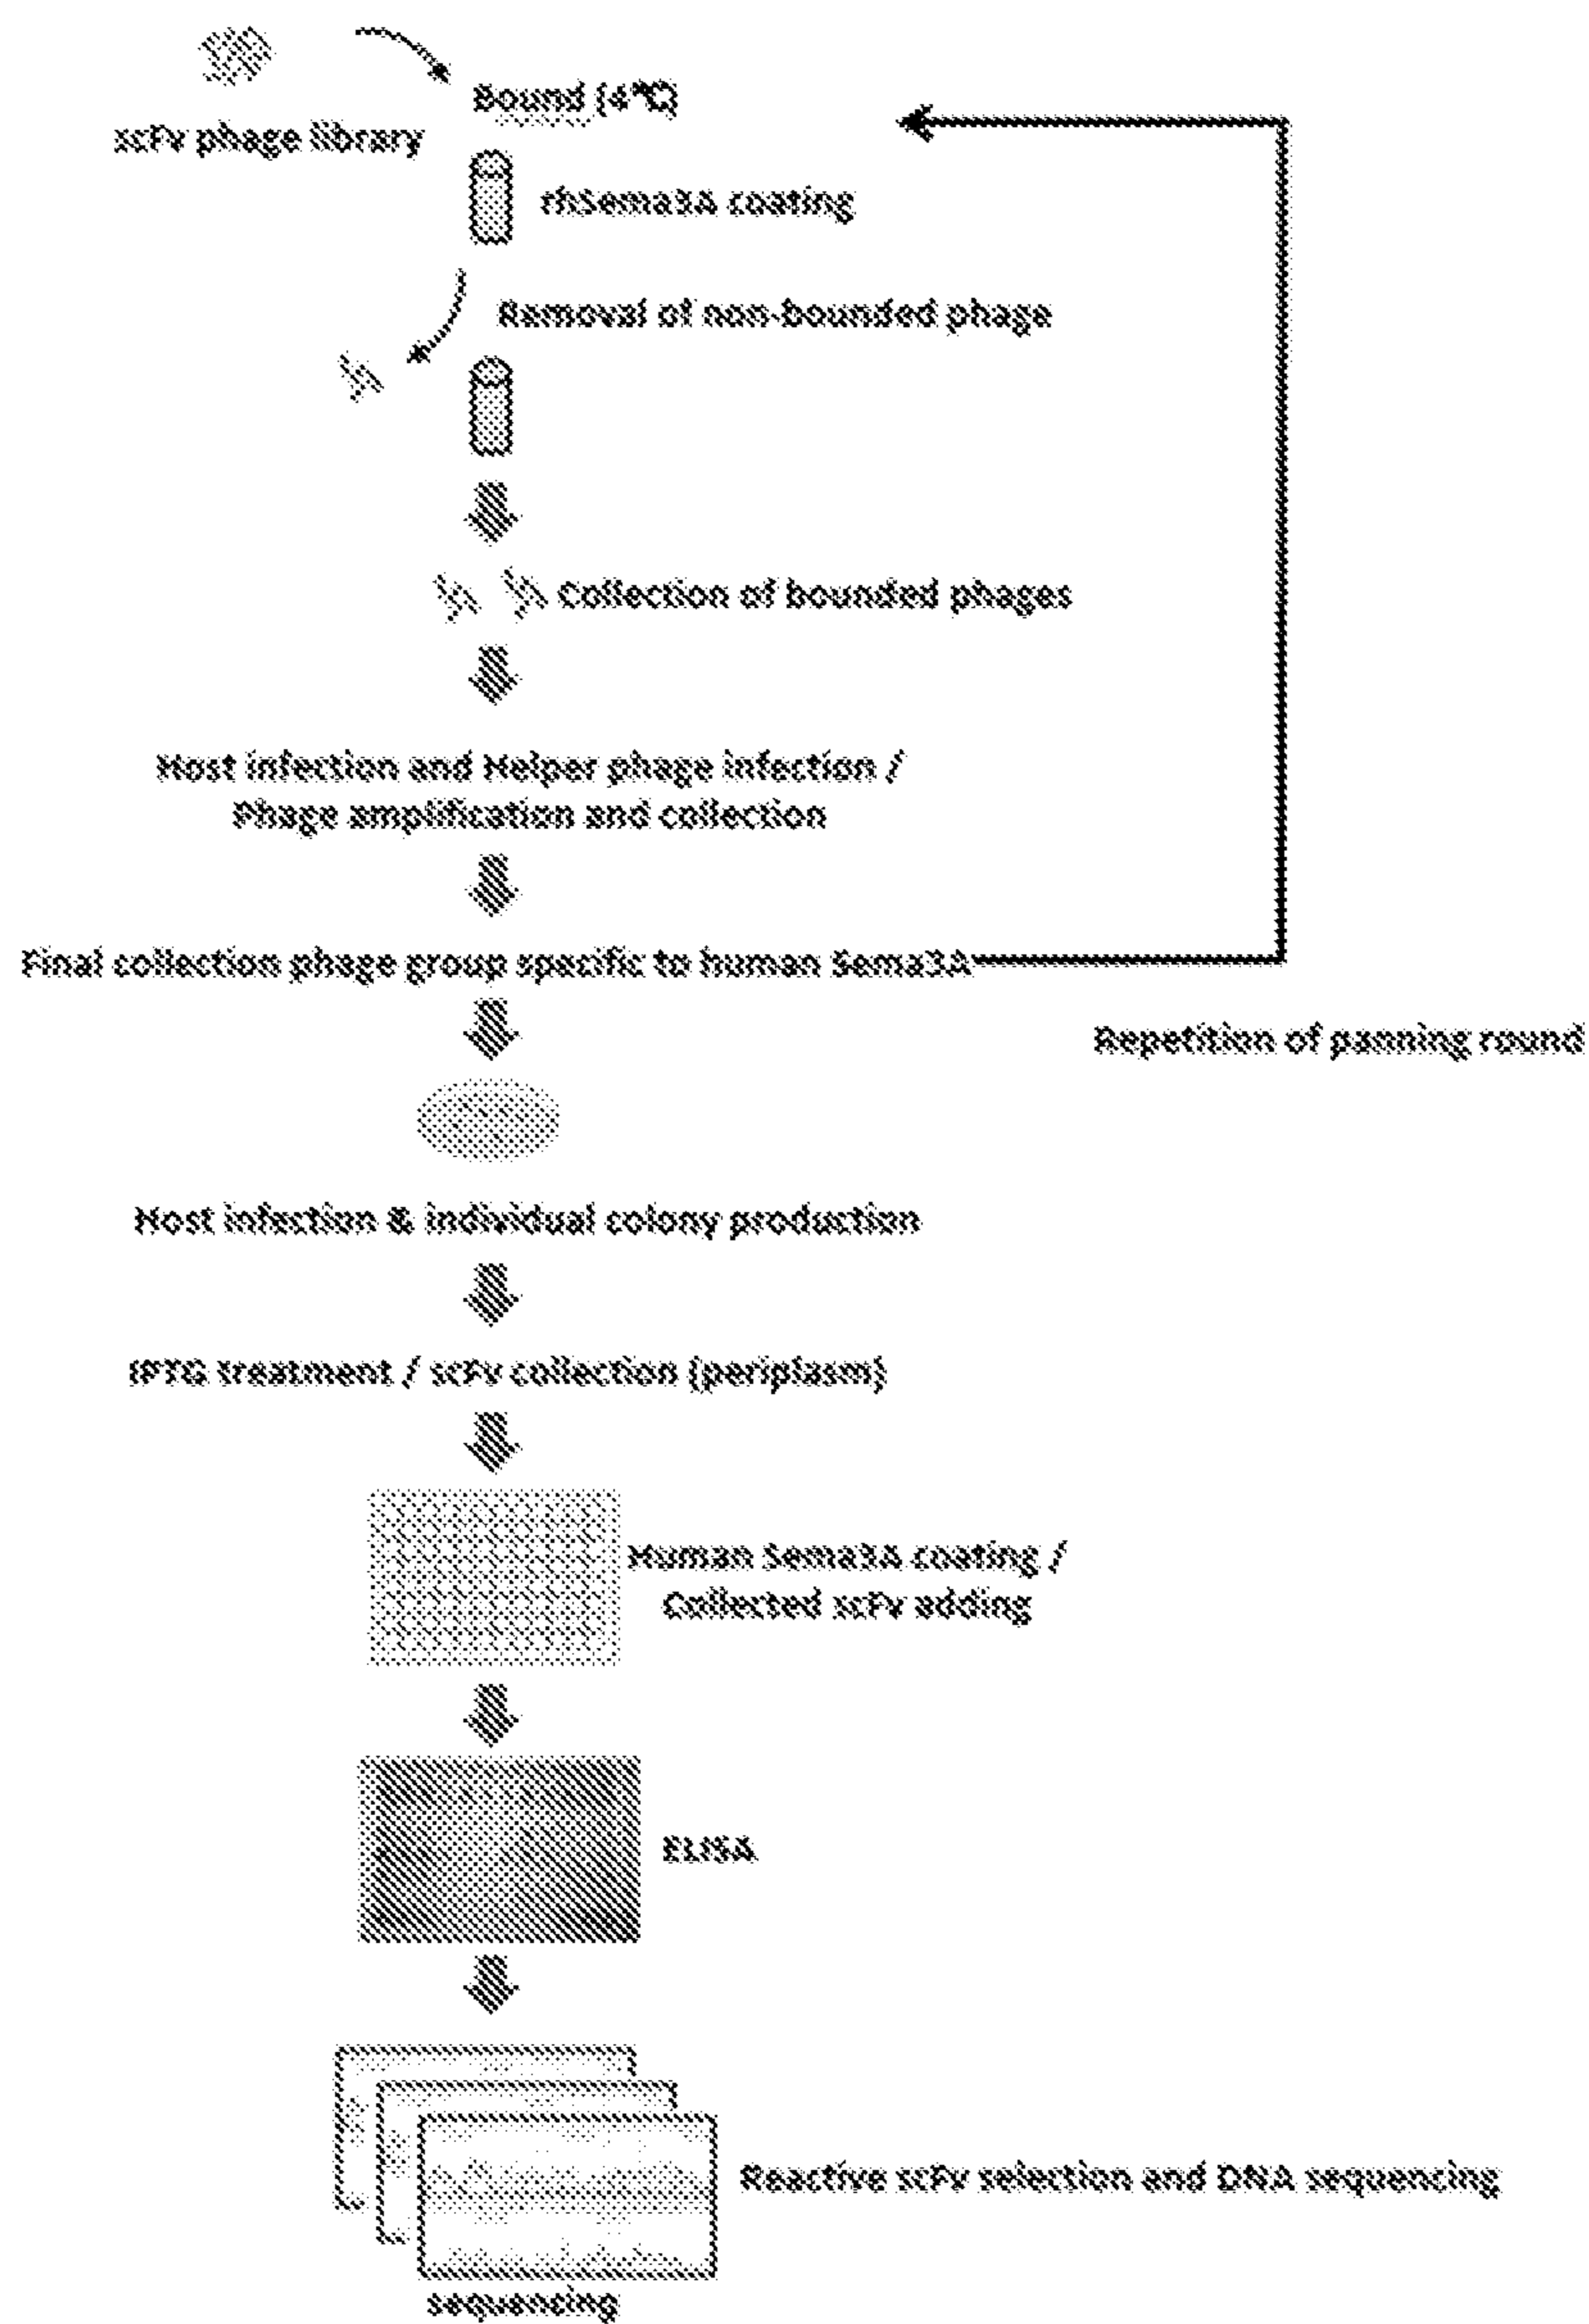 Bound (4℃)
scFv phage library
rhSema3A coating
Removal of non-bounded phage
Collection of bounded phages
Host infection and Helper phage infection /
Phage amplification and collection
Final collection phage group specific to human Sema3A
Repetition of panning round
Host infection & individual colony production
IPTG treatment / scFv collection (periplasm)
Human Sema3A coating /
Collected scFv adding
ELISA
Reactive scFv selection and DNA sequencing
sequencing